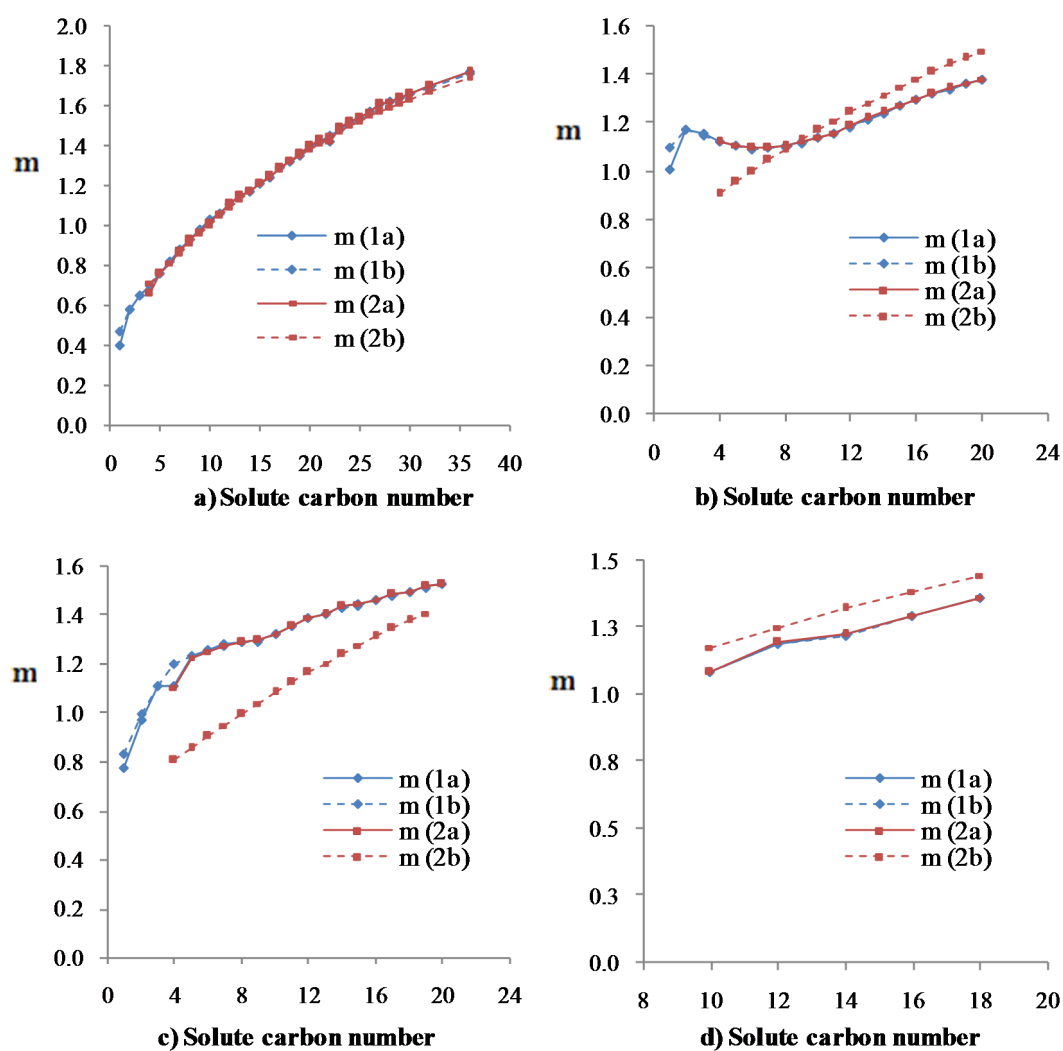 2.0
1.8
1.6
1.4
1.2
m
1.0
0.8
0.6
0.4
0.2
0.0
m (1a)
m (1b)
m (2a)
m (2b)
0 5 10 15 20 25 30 35 40
a) Solute carbon number
1.6
1.4
1.2
m
1.0
0.8
0.6
0.4
0.2
0.0
m (1a)
m (1b)
m (2a)
m (2b)
0 4 8 12 16 20 24
b) Solute carbon number
1.6
1.4
1.2
m
1.0
0.8
0.6
0.4
0.2
0.0
m (1a)
m (1b)
m (2a)
m (2b)
0 4 8 12 16 20 24
c) Solute carbon number
1.5
1.3
m
1.0
0.8
0.5
0.3
0.0
m (1a)
m (1b)
m (2a)
m (2b)
8 10 12 14 16 18 20
d) Solute carbon number